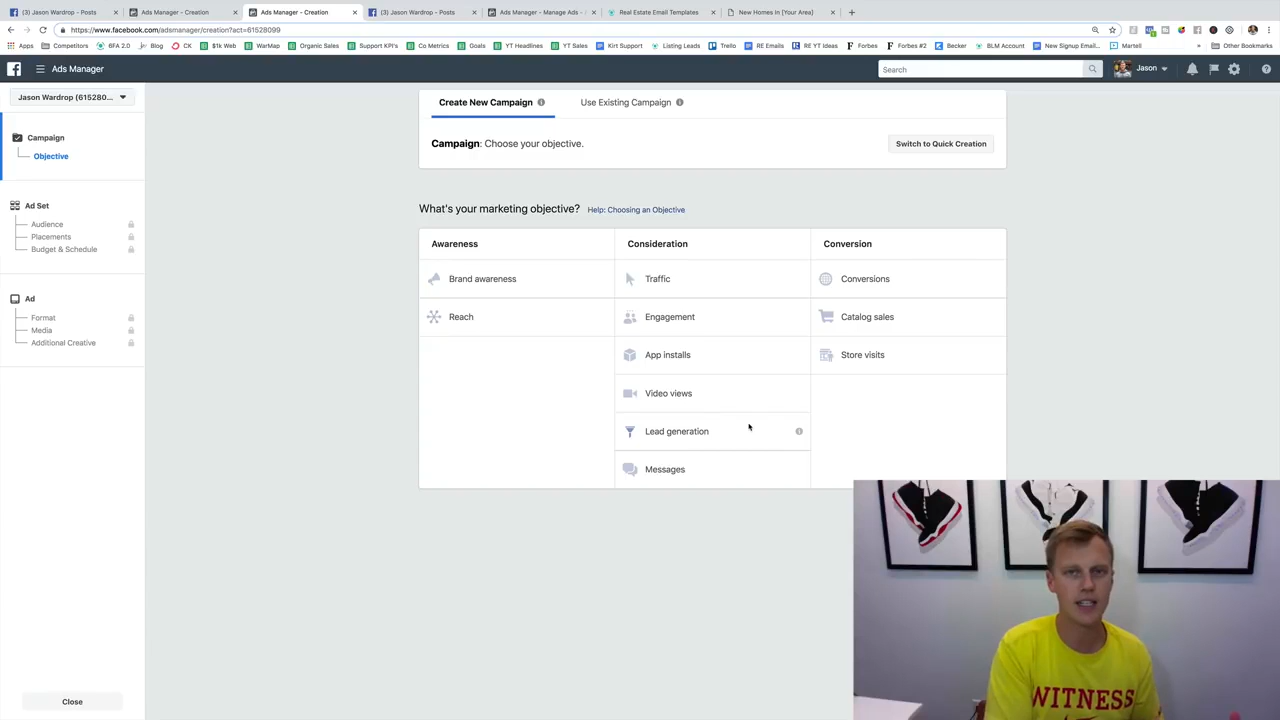 (3) Jason Wardrop - Posts
Ads Manager - Creation
Ads Manager - Creation
(3) Jason Wardrop - Posts
Ads Manager - Manage Ads -
Real Estate Email Templates
New Homes in [Your Area]
https://www.facebook.com/adsmanager/creation?act=61528099
Apps
Competitors
6FA 2.0
Blog
CK
$1k Web
WarMap
Organic Sales
Support KPI's
Co Metrics
Goals
YT Headlines
YT Sales
Kirt Support
Listing Leads
Trello
RE Emails
RE YT Ideas
Forbes
Forbes #2
Becker
BLM Account
New Signup Email...
Martell
Other Bookmarks
Ads Manager
Search
Jason
Jason Wardrop (615280...
Create New Campaign
Use Existing Campaign
Campaign
Objective
Campaign: Choose your objective.
Switch to Quick Creation
Ad Set
Audience
Placements
Budget & Schedule
What's your marketing objective?
Help: Choosing an Objective
Awareness
Consideration
Conversion
Brand awareness
Traffic
Conversions
Reach
Engagement
Catalog sales
App installs
Store visits
Video views
Lead generation
Messages
Ad
Format
Media
Additional Creative
Close
WITNESS